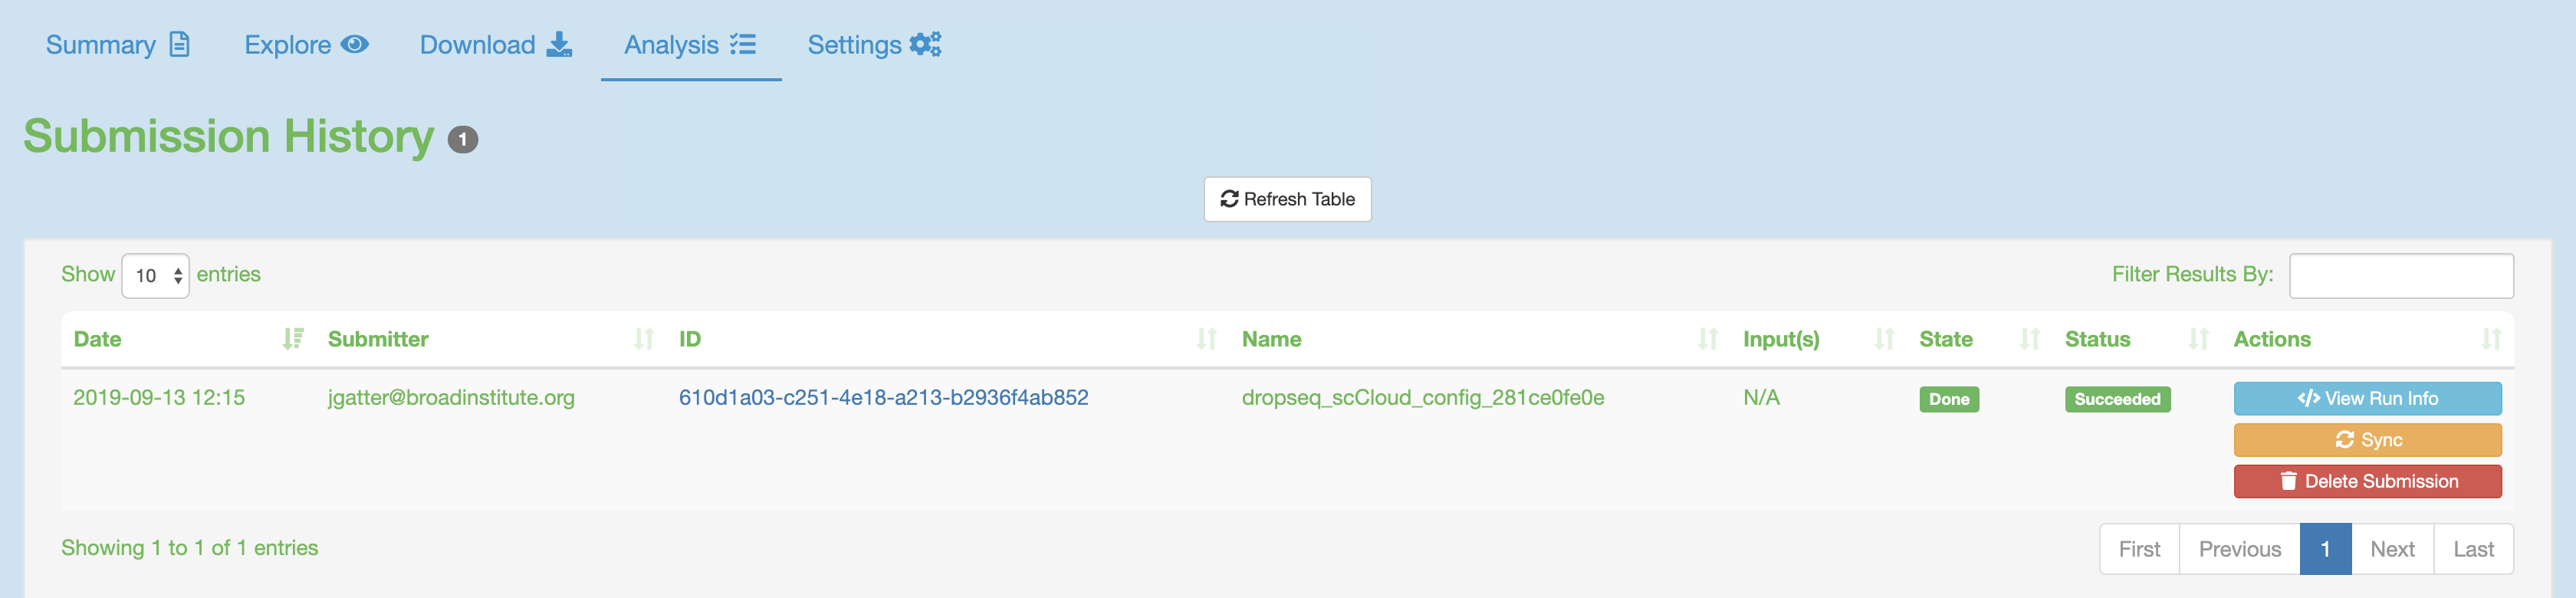 Summary Explore Download Analysis Settings
Submission History 1
Refresh Table
Show 10 entries Filter Results By:
Date Submitter ID Name Input(s) State Status Actions
2019-09-13 12:15 jgatter@broadinstitute.org 610d1a03-c251-4e18-a213-b2936f4ab852 dropseq_scCloud_config_281ce0fe0e N/A Done Succeeded </> View Run Info
Sync
Delete Submission
Showing 1 to 1 of 1 entries First Previous 1 Next Last